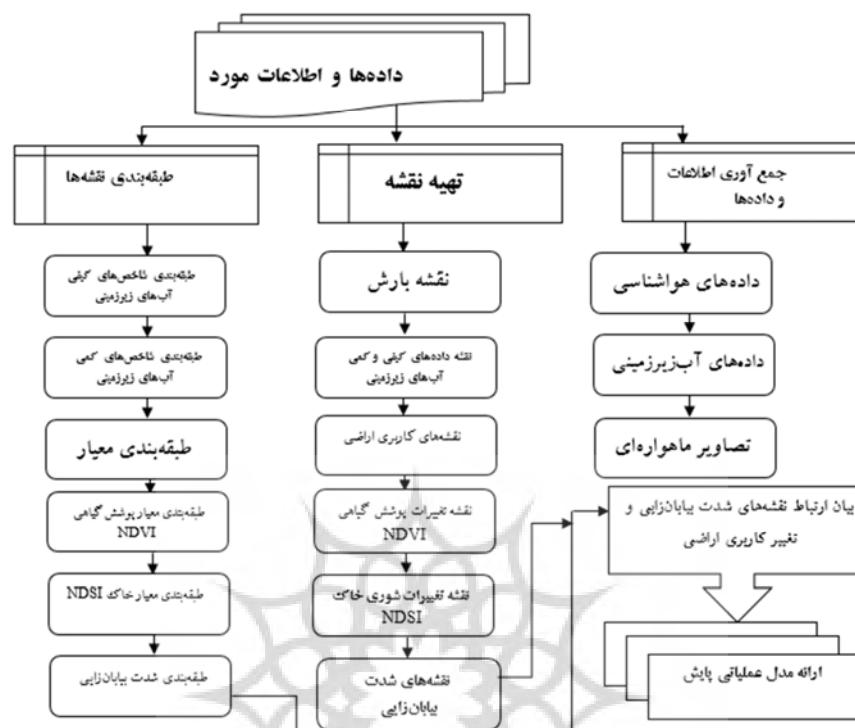 داده‌ها و اطلاعات مورد
جمع آوری اطلاعات
و داده‌ها
داده‌های هواشناسی
داده‌های آب‌زیرزمینی
تصاویر ماهواره‌ای
بیان ارتباط نقشه‌های شدت بیابان‌زایی و
تغییر کاربری اراضی
ارائه مدل عملیاتی پایش
تهیه نقشه
نقشه بارش
نقشه داده‌های کیفی و کمی
آب‌های زیرزمینی
نقشه‌های کاربری اراضی
نقشه تغییرات پوشش گیاهی
NDVI
نقشه تغییرات شوری خاک
NDSI
نقشه‌های شدت
بیابان‌زایی
طبقه‌بندی نقشه‌ها
طبقه‌بندی شاخص‌های کیفی
آب‌های زیرزمینی
طبقه‌بندی شاخص‌های کمی
آب‌های زیرزمینی
طبقه‌بندی معیار
طبقه‌بندی معیار پوشش گیاهی
NDVI
طبقه‌بندی معیار خاک NDSI
طبقه‌بندی شدت بیابان‌زایی